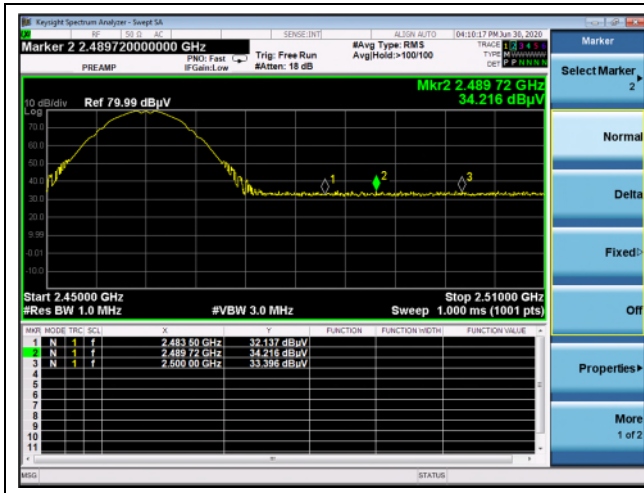 Keysight Spectrum Analyzer - Swept SA
RF 50 Ω AC SENSE:INT ALIGN AUTO 04:10:17 PM Jun 30, 2020
Marker 2 2.489720000000 GHz
PREAMP
PNO: Fast
IFGain:Low
Trig: Free Run
#Atten: 18 dB
#Avg Type: RMS
Avg|Hold:>100/100
TRACE 1 2 3 4 5 6
TYPE M
DET P P N N N N
Mkr2 2.489 72 GHz
34.216 dBµV
10 dB/div Ref 79.99 dBµV
Log
70.0
60.0
50.0
40.0
30.0
20.0
9.99
-0.01
-10.0
1
2
3
Start 2.45000 GHz
Stop 2.51000 GHz
#Res BW 1.0 MHz
#VBW 3.0 MHz
Sweep 1.000 ms (1001 pts)
MKR MODE TRC SCL X Y FUNCTION FUNCTION WIDTH FUNCTION VALUE
1 N 1 f 2.483 50 GHz 32.137 dBµV
2 N 1 f 2.489 72 GHz 34.216 dBµV
3 N 1 f 2.500 00 GHz 33.396 dBµV
4
5
6
7
8
9
10
11
MSG
STATUS
Marker
Select Marker
2
Normal
Delta
Fixed
Off
Properties
More
1 of 2